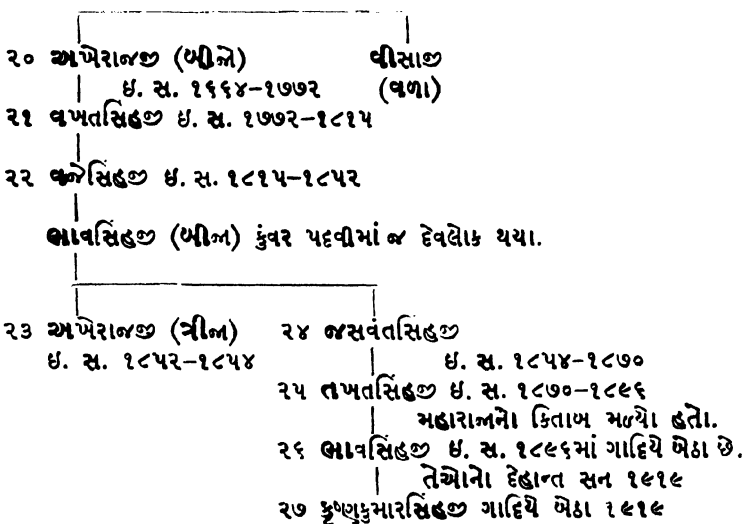 ૨૦ અખેરાજજી (બીજો) વીસાજી
ઇ. સ. ૧૬૬૪-૧૭૭૨ (વળા)
૨૧ વખતસિંહજી ઇ. સ. ૧૭૭૨-૧૮૧૫
૨૨ વજેસિંહજી ઇ. સ. ૧૮૧૫-૧૮૫૨
ભાવસિંહજી (બીજા) કુંવર પદવીમાં જ દેવલોક થયા.
૨૩ અખેરાજજી (ત્રીજા) ૨૪ જસવંતસિંહજી
ઇ. સ. ૧૮૫૨-૧૮૫૪ ઇ. સ. ૧૮૫૪-૧૮૭૦
૨૫ તખતસિંહજી ઇ. સ. ૧૮૭૦-૧૮૯૬
મહારાજાનો કિતાબ મળ્યો હતો.
૨૬ ભાવસિંહજી ઇ. સ. ૧૮૯૬માં ગાદિયે બેઠા છે.
તેઓનો દેહાન્ત સન ૧૯૧૯
૨૭ કૃષ્ણકુમારસિંહજી ગાદિયે બેઠા ૧૯૧૯